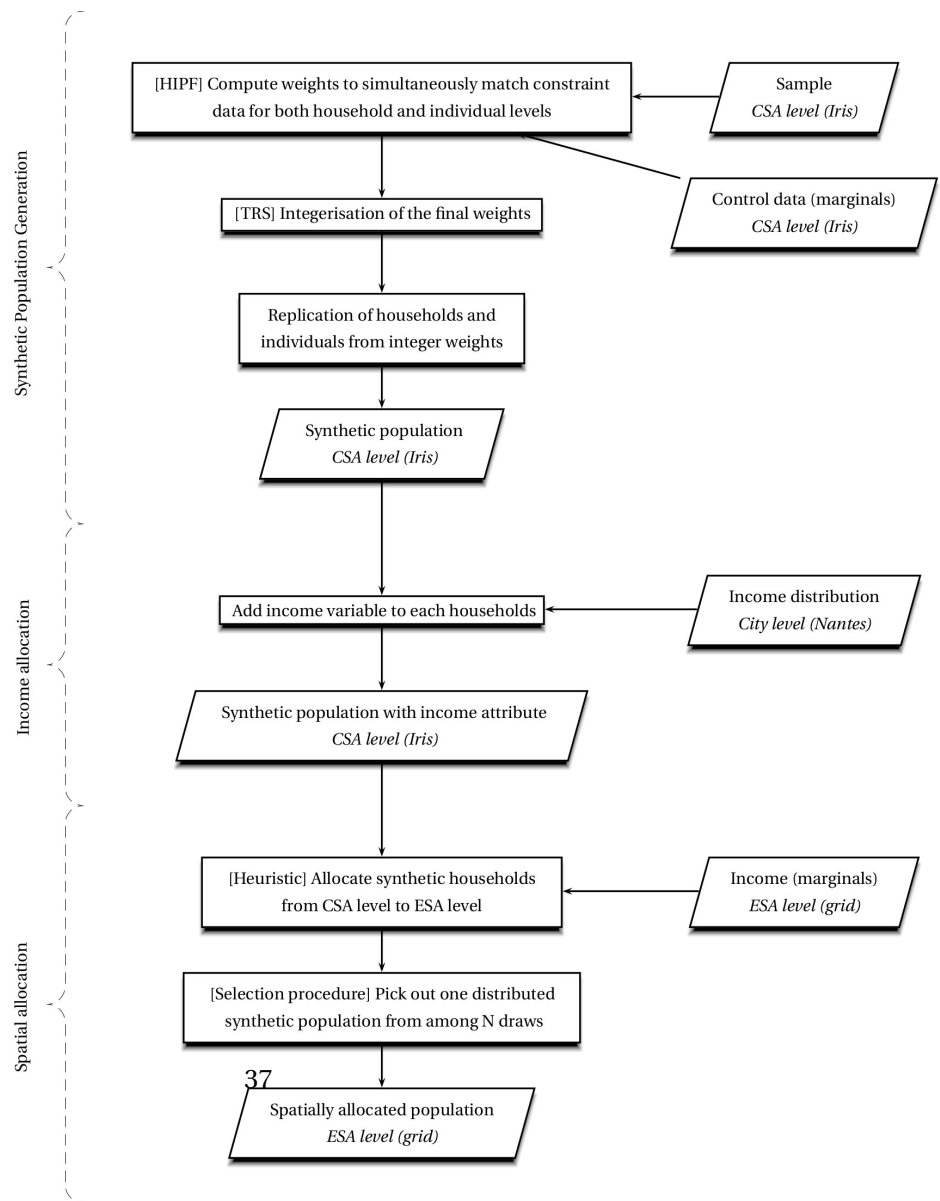 Synthetic Population Generation
[HIPF] Compute weights to simultaneously match constraint
data for both household and individual levels
Sample
CSA level (Iris)
Control data (marginals)
CSA level (Iris)
[TRS] Integerisation of the final weights
Replication of households and
individuals from integer weights
Synthetic population
CSA level (Iris)
Income allocation
Add income variable to each households
Income distribution
City level (Nantes)
Synthetic population with income attribute
CSA level (Iris)
Spatial allocation
[Heuristic] Allocate synthetic households
from CSA level to ESA level
Income (marginals)
ESA level (grid)
[Selection procedure] Pick out one distributed
synthetic population from among N draws
37
Spatially allocated population
ESA level (grid)